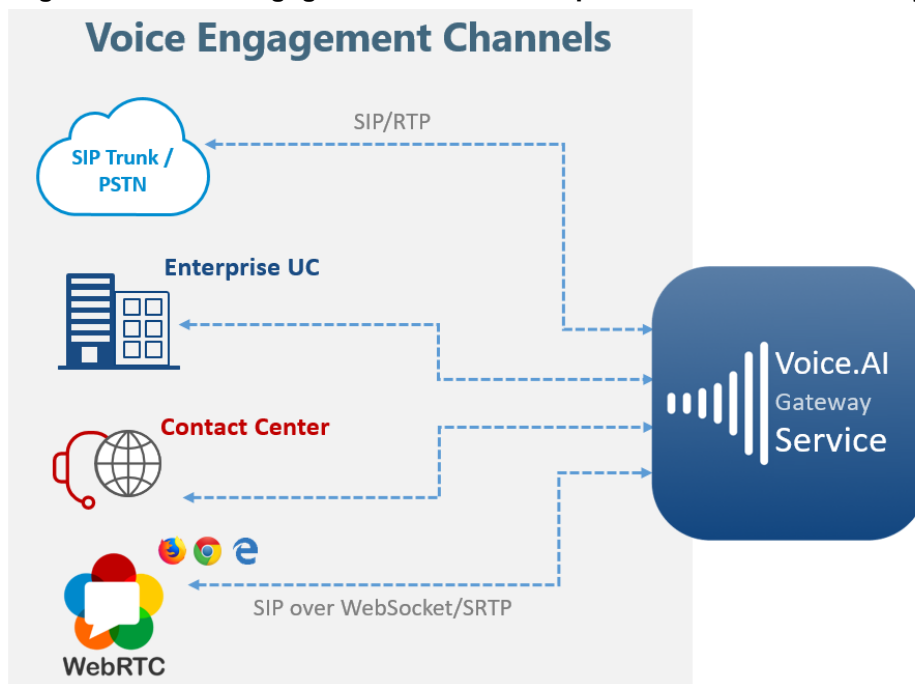 Voice Engagement Channels
SIP/RTP
SIP Trunk /
PSTN
Enterprise UC
Voice.AI
Gateway
Service
Contact Center
SIP over WebSocket/SRTP
WebRTC